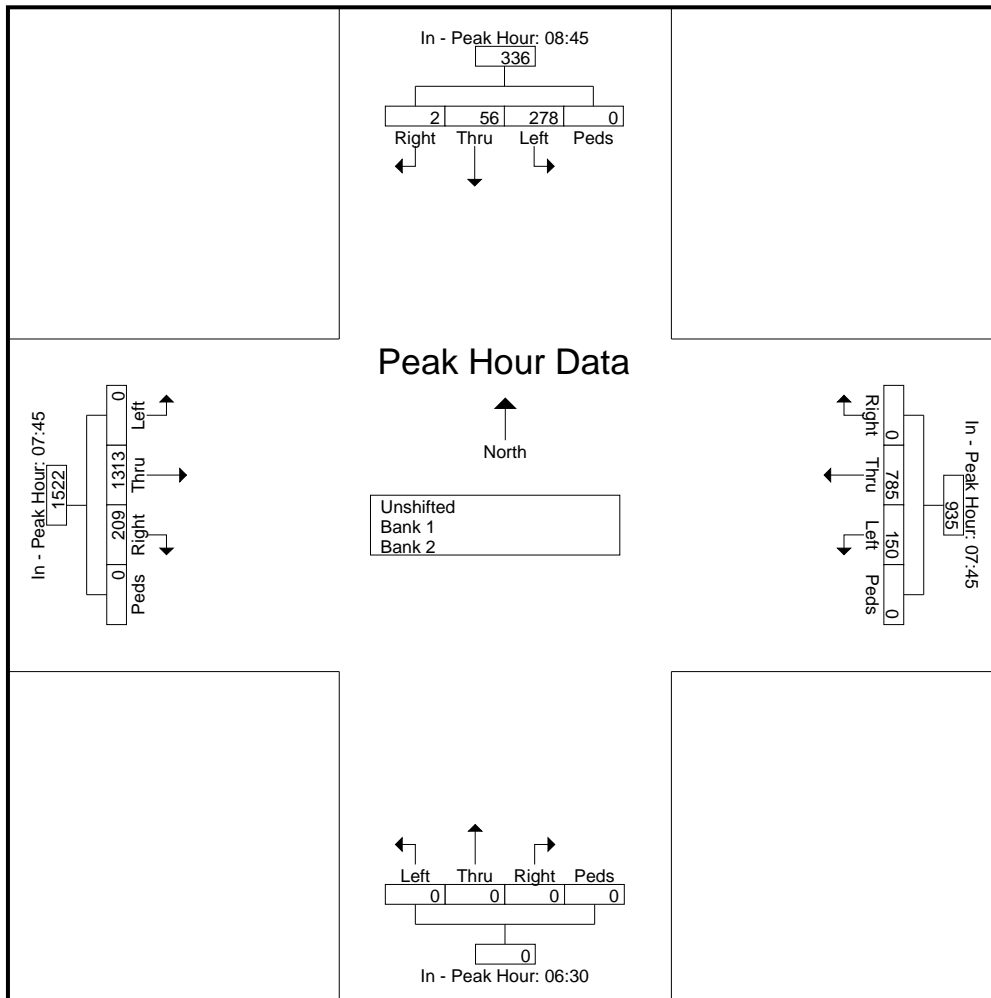 In - Peak Hour: 08:45
336
2 56 278 0
Right Thru Left Peds
Peak Hour Data
North
Unshifted
Bank 1
Bank 2
In - Peak Hour: 07:45
1522
0 1313 209 0
Left Thru Right Peds
Right Thru Left Peds
0 785 150 0
935
In - Peak Hour: 07:45
Left Thru Right Peds
0 0 0 0
0
In - Peak Hour: 06:30